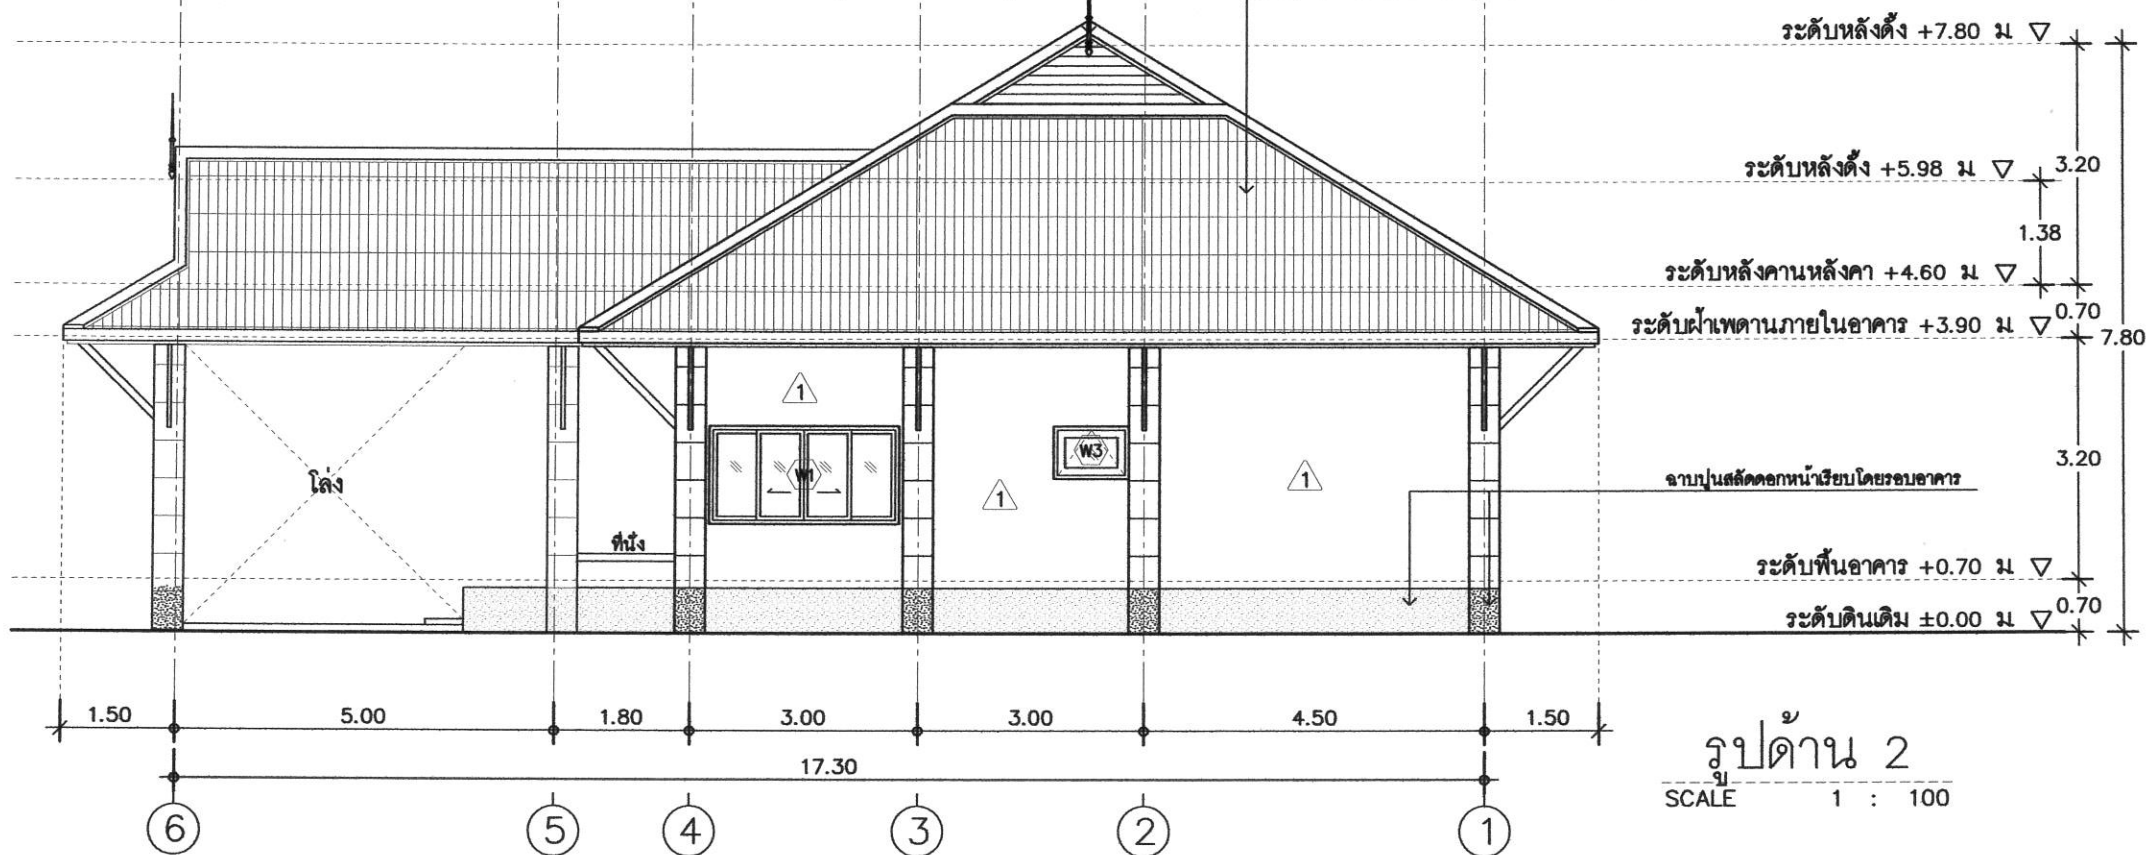 ระดับหลังดั้ง +7.80 ม
ระดับหลังดั้ง +5.98 ม
3.20
1.38
ระดับหลังคานหลังคา +4.60 ม
0.70
ระดับฝ้าเพดานภายในอาคาร +3.90 ม
7.80
1
W3
W1
1
1
โล่ง
3.20
ฉาบปูนสลัดดอกหน้าเรียบโดยรอบอาคาร
ที่นั่ง
ระดับพื้นอาคาร +0.70 ม
0.70
ระดับดินเดิม ±0.00 ม
1.50 5.00 1.80 3.00 3.00 4.50 1.50
17.30
รูปด้าน 2
SCALE 1 : 100
6 5 4 3 2 1